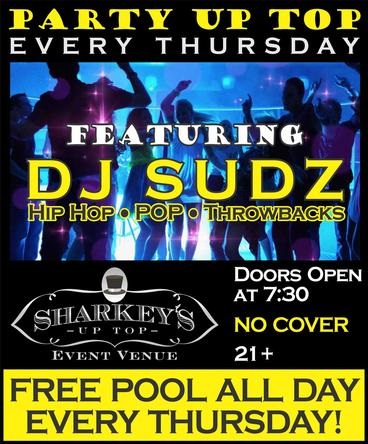 PARTY UP TOP
EVERY THURSDAY
FEATURING
DJ SUDZ
HIP HOP • POP • THROWBACKS
SHARKEY'S
-UP TOP-
EVENT VENUE
DOORS OPEN
AT 7:30
NO COVER
21+
FREE POOL ALL DAY
EVERY THURSDAY!